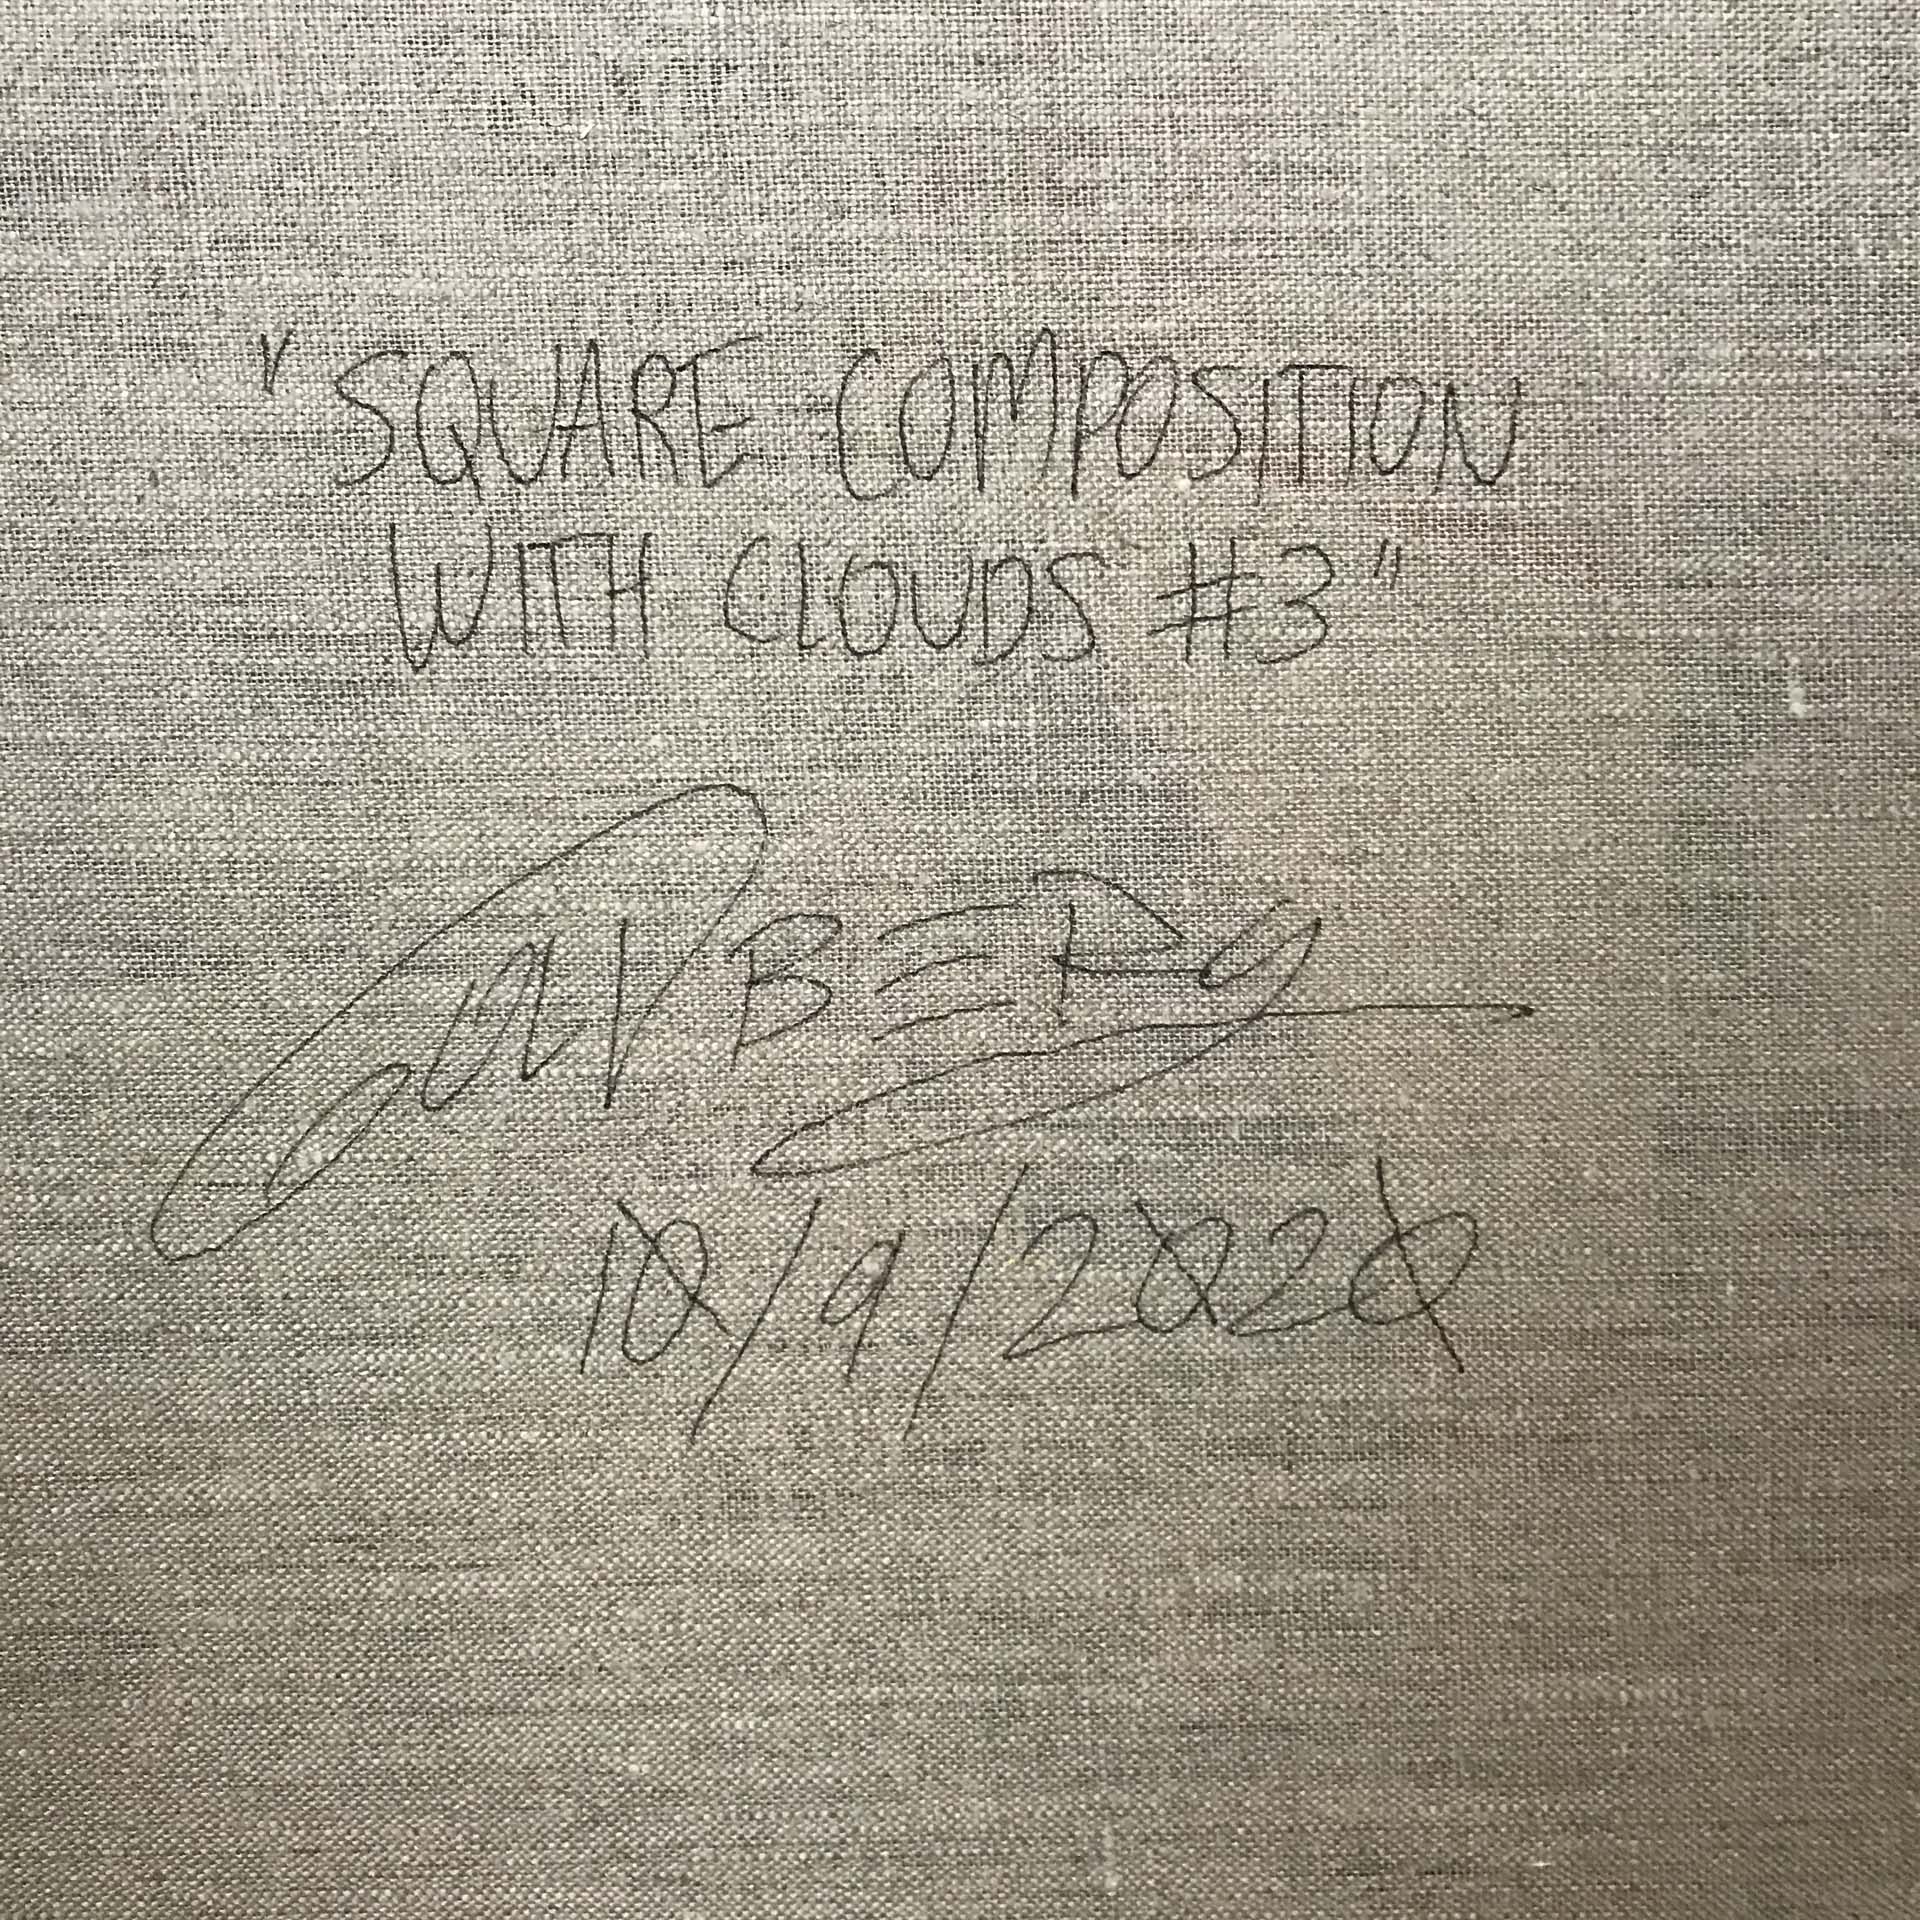 "SQUARE COMPOSITION
WITH CLOUDS #3"
10/9/2020